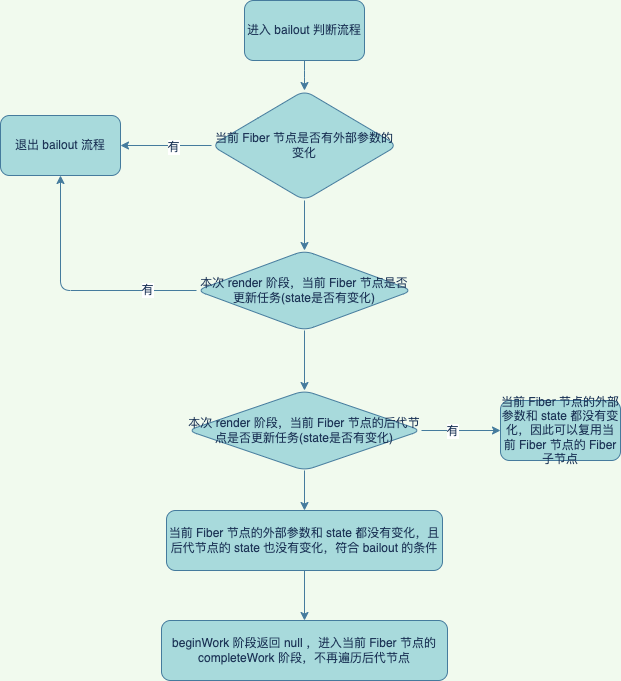 进入 bailout 判断流程
当前 Fiber 节点是否有外部参数的
变化
有
退出 bailout 流程
本次 render 阶段，当前 Fiber 节点是否
更新任务(state是否有变化)
有
本次 render 阶段，当前 Fiber 节点的后代节
点是否更新任务(state是否有变化)
有
当前 Fiber 节点的外部
参数和 state 都没有变
化，因此可以复用当
前 Fiber 节点的 Fiber
子节点
当前 Fiber 节点的外部参数和 state 都没有变化，且
后代节点的 state 也没有变化，符合 bailout 的条件
beginWork 阶段返回 null ，进入当前 Fiber 节点的
completeWork 阶段，不再遍历后代节点